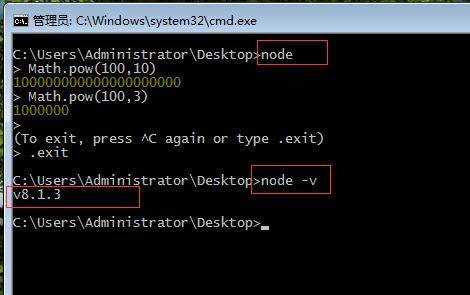 管理员: C:\Windows\system32\cmd.exe
C:\Users\Administrator\Desktop>node
> Math.pow(100,10)
100000000000000000000
> Math.pow(100,3)
1000000
>
(To exit, press ^C again or type .exit)
> .exit
C:\Users\Administrator\Desktop>node -v
v8.1.3
C:\Users\Administrator\Desktop>